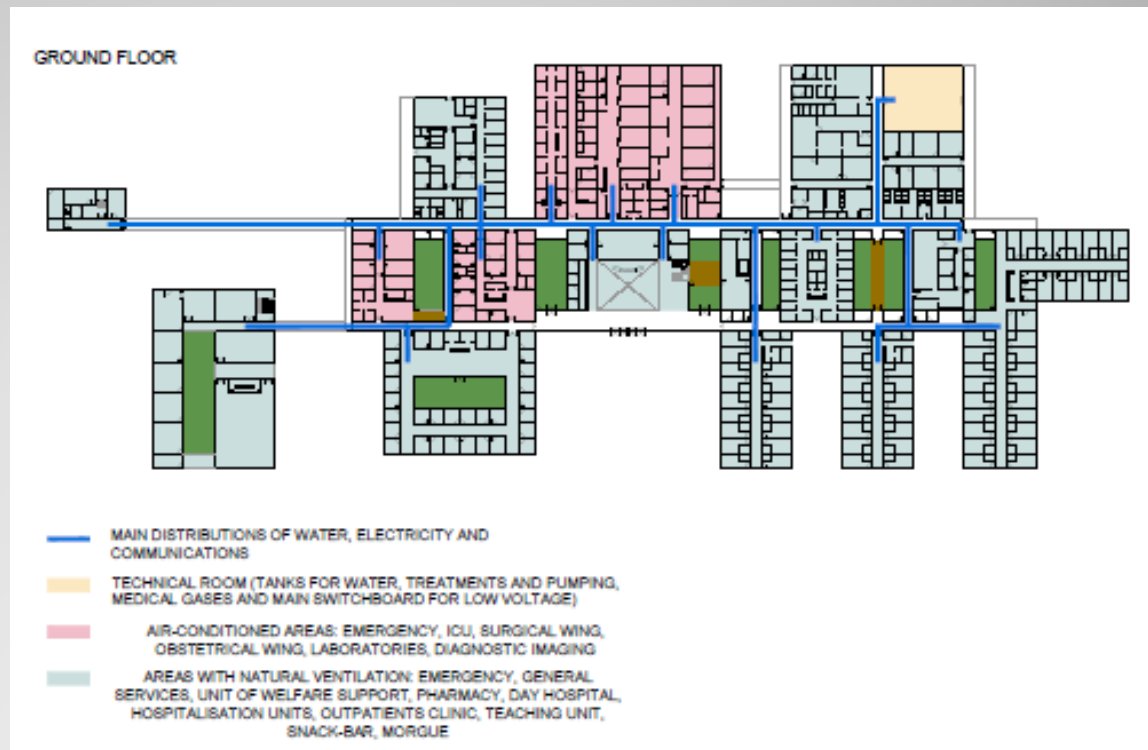 GROUND FLOOR
MAIN DISTRIBUTIONS OF WATER, ELECTRICITY AND
COMMUNICATIONS
TECHNICAL ROOM (TANKS FOR WATER, TREATMENTS AND PUMPING,
MEDICAL GASES AND MAIN SWITCHBOARD FOR LOW VOLTAGE)
AIR-CONDITIONED AREAS: EMERGENCY, ICU, SURGICAL WING,
OBSTETRICAL WING, LABORATORIES, DIAGNOSTIC IMAGING
AREAS WITH NATURAL VENTILATION: EMERGENCY, GENERAL
SERVICES, UNIT OF WELFARE SUPPORT, PHARMACY, DAY HOSPITAL,
HOSPITALISATION UNITS, OUTPATIENTS CLINIC, TEACHING UNIT,
SNACK-BAR, MORGUE